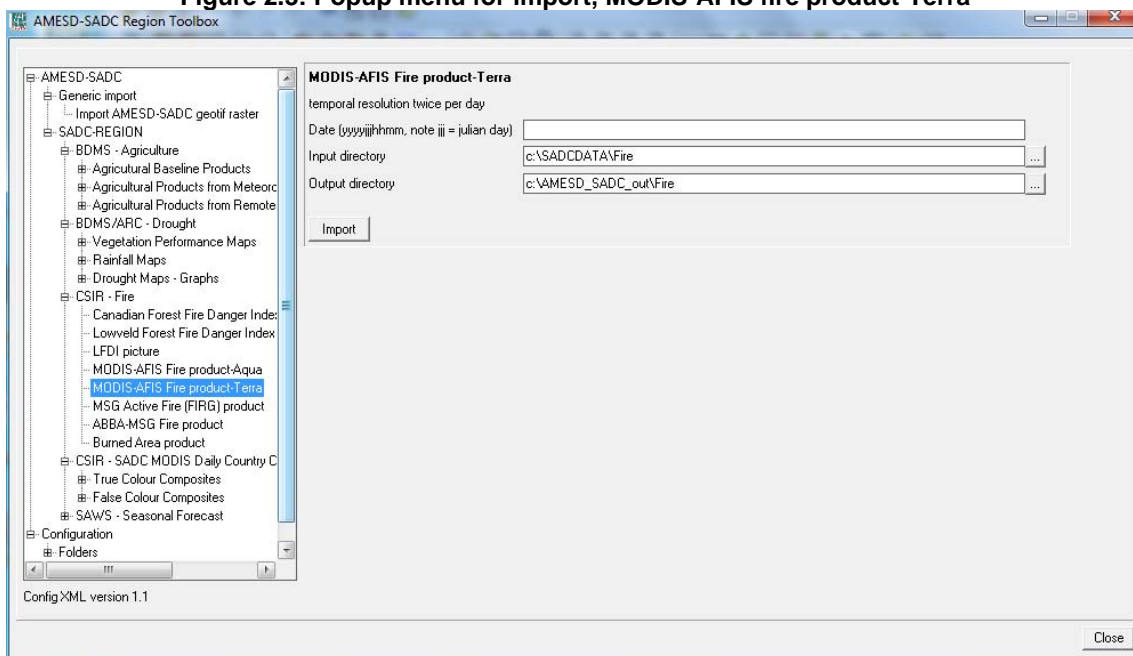 Figure 2.3: Popup menu for import, MODIS-AFIS fire product-Terra
AMESD-SADC Region Toolbox
AMESD-SADC
Generic import
Import AMESD-SADC geotif raster
SADC-REGION
BDMS - Agriculture
Agricutural Baseline Products
Agricultural Products from Meteorc
Agricultural Products from Remote
BDMS/ARC - Drought
Vegetation Performance Maps
Rainfall Maps
Drought Maps - Graphs
CSIR - Fire
Canadian Forest Fire Danger Inde
Lowveld Forest Fire Danger Index
LFDI picture
MODIS-AFIS Fire product-Aqua
MODIS-AFIS Fire product-Terra
MSG Active Fire (FIRG) product
ABBA-MSG Fire product
Burned Area product
CSIR - SADC MODIS Daily Country C
True Colour Composites
False Colour Composites
SAWS - Seasonal Forecast
Configuration
Folders
Config XML version 1.1
MODIS-AFIS Fire product-Terra
temporal resolution twice per day
Date (yyyyjjjhhmm, note jjj = julian day)
Input directory c:\SADCDATA\Fire ...
Output directory c:\AMESD_SADC_out\Fire ...
Import
Close